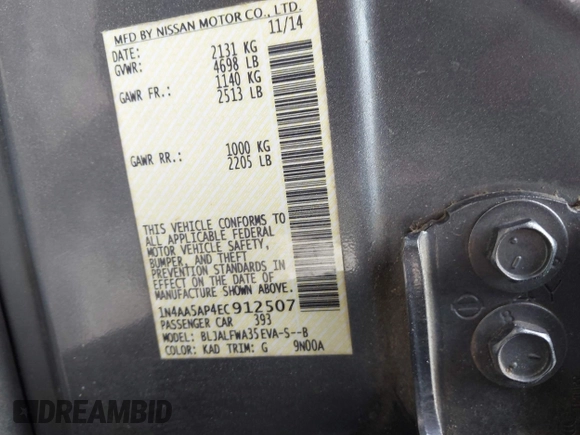 MFD BY NISSAN MOTOR CO., LTD.
DATE: 11/14
GVWR: 2131 KG
4698 LB
GAWR FR.: 1140 KG
2513 LB
GAWR RR.: 1000 KG
2205 LB
THIS VEHICLE CONFORMS TO
ALL APPLICABLE FEDERAL
MOTOR VEHICLE SAFETY,
BUMPER, AND THEFT
PREVENTION STANDARDS IN
EFFECT ON THE DATE OF
MANUFACTURE SHOWN ABOVE.
1N4AA5AP4EC912507
PASSENGER CAR 393
MODEL: BLJALFWA35EVA-S--B
COLOR: KAD TRIM: G 9N00A
DREAMBID